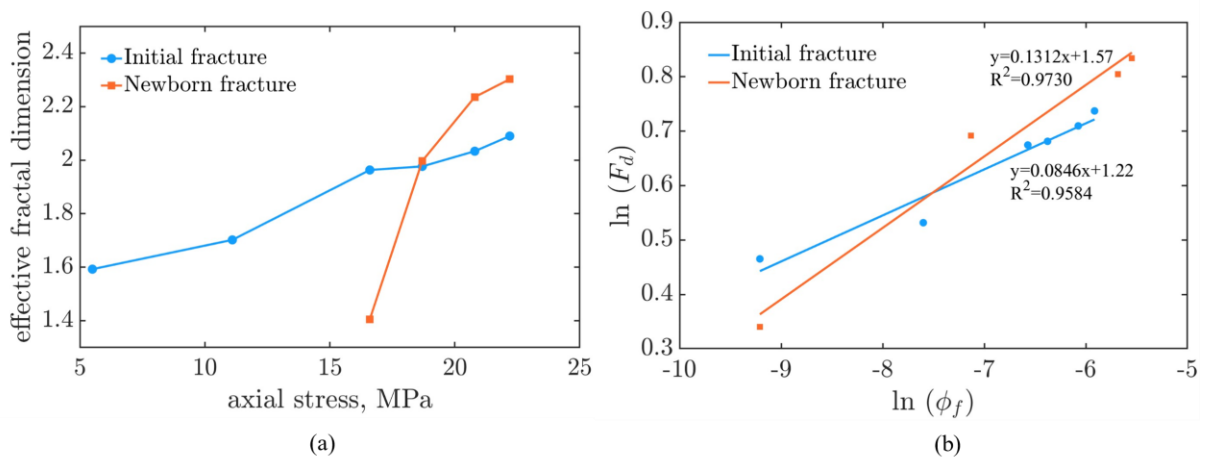 effective fractal dimension
2.4
2.2
2
1.8
1.6
1.4
Initial fracture
Newborn fracture
5
10
15
20
25
axial stress, MPa
(a)
ln (F_d)
0.9
0.8
0.7
0.6
0.5
0.4
0.3
Initial fracture
Newborn fracture
y=0.1312x+1.57
R²=0.9730
y=0.0846x+1.22
R²=0.9584
-10
-9
-8
-7
-6
-5
ln (ϕ_f)
(b)